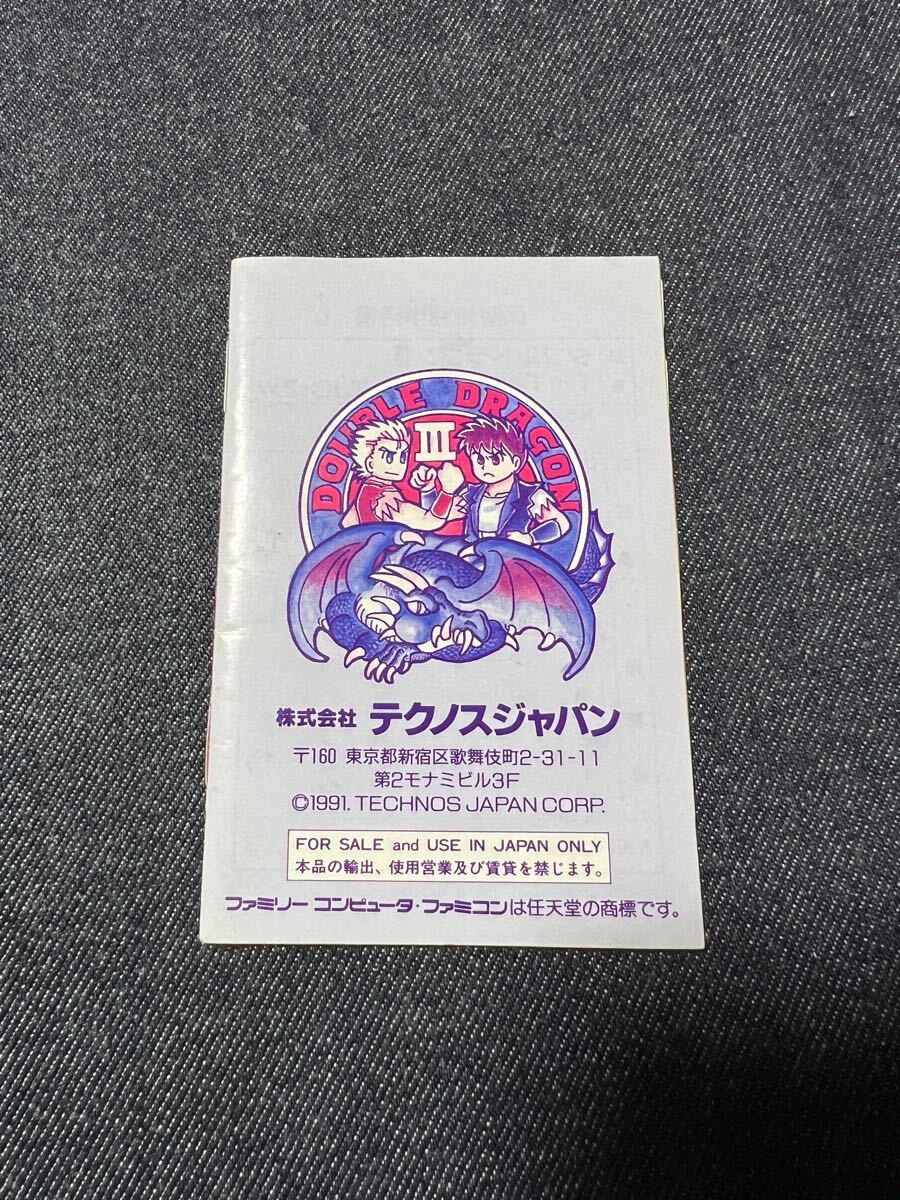 DOUBLE DRAGON
III
株式会社 テクノスジャパン
〒160 東京都新宿区歌舞伎町2-31-11
第2モナミビル3F
©1991. TECHNOS JAPAN CORP.
FOR SALE and USE IN JAPAN ONLY
本品の輸出、使用営業及び賃貸を禁じます。
ファミリーコンピュータ・ファミコンは任天堂の商標です。